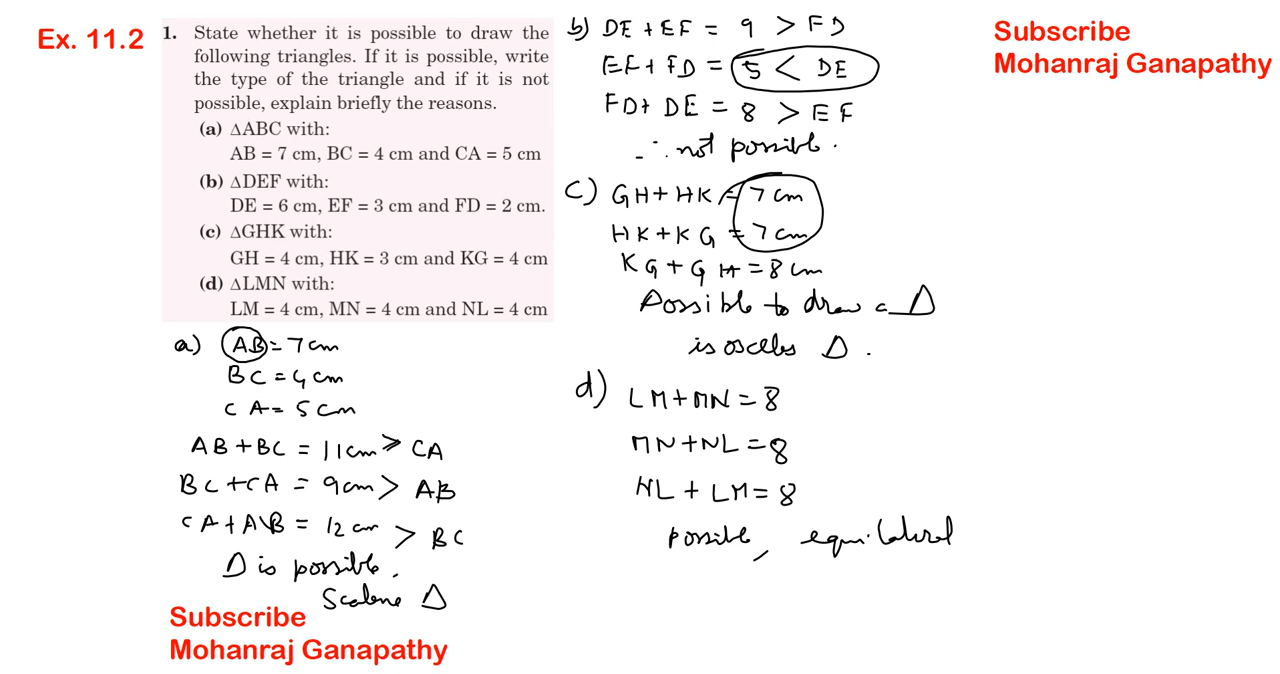 Ex. 11.2
1. State whether it is possible to draw the
following triangles. If it is possible, write
the type of the triangle and if it is not
possible, explain briefly the reasons.
(a) ΔABC with:
AB = 7 cm, BC = 4 cm and CA = 5 cm
(b) ΔDEF with:
DE = 6 cm, EF = 3 cm and FD = 2 cm.
(c) ΔGHK with:
GH = 4 cm, HK = 3 cm and KG = 4 cm
(d) ΔLMN with:
LM = 4 cm, MN = 4 cm and NL = 4 cm
a) AB = 7 cm
BC = 4 cm
CA = 5 cm
AB + BC = 11 cm > CA
BC + CA = 9 cm > AB
CA + AB = 12 cm > BC
Δ is possible.
Scalene Δ
Subscribe
Mohanraj Ganapathy
b) DE + EF = 9 > FD
EF + FD = 5 < DE
FD + DE = 8 > EF
∴ not possible.
c) GH + HK = 7 cm
HK + KG = 7 cm
KG + GH = 8 cm
Possible to draw a Δ
isosceles Δ.
d) LM + MN = 8
MN + NL = 8
NL + LM = 8
possible, equilateral
Subscribe
Mohanraj Ganapathy